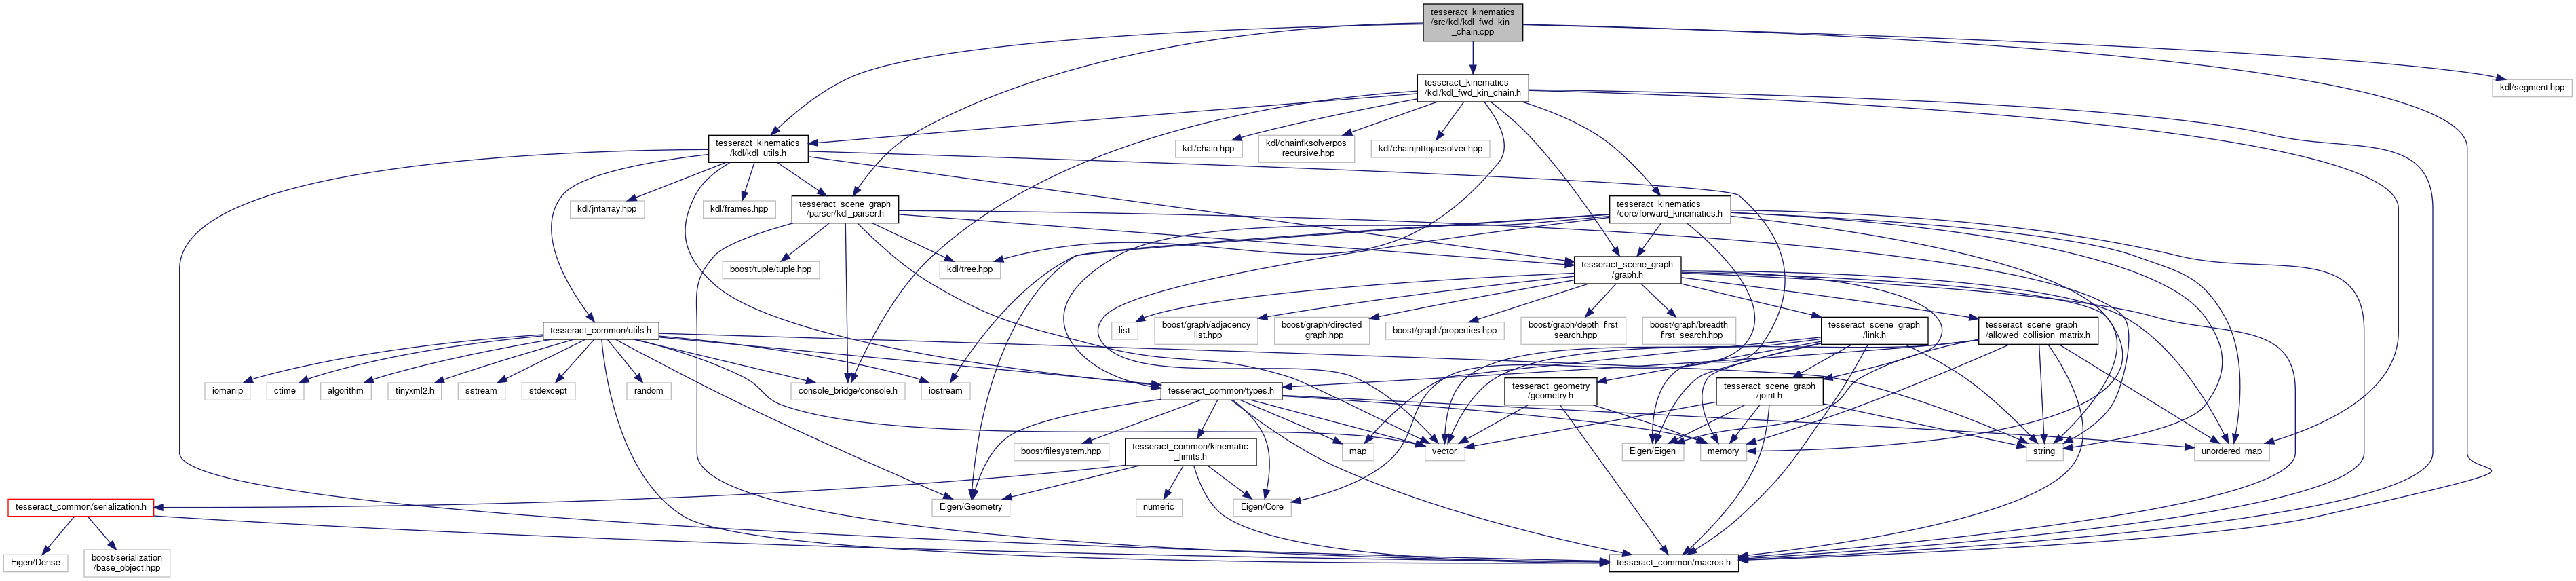 tesseract_kinematics
/src/kdl/kdl_fwd_kin
_chain.cpp
tesseract_kinematics
/kdl/kdl_fwd_kin_chain.h
kdl/segment.hpp
tesseract_kinematics
/kdl/kdl_utils.h
kdl/chain.hpp
kdl/chainfksolverpos
_recursive.hpp
kdl/chainjnttojacsolver.hpp
kdl/jntarray.hpp
kdl/frames.hpp
tesseract_scene_graph
/parser/kdl_parser.h
tesseract_kinematics
/core/forward_kinematics.h
boost/tuple/tuple.hpp
kdl/tree.hpp
tesseract_scene_graph
/graph.h
tesseract_common/utils.h
list
boost/graph/adjacency
_list.hpp
boost/graph/directed
_graph.hpp
boost/graph/properties.hpp
boost/graph/depth_first
_search.hpp
boost/graph/breadth
_first_search.hpp
tesseract_scene_graph
/link.h
tesseract_scene_graph
/allowed_collision_matrix.h
iomanip
ctime
algorithm
tinyxml2.h
sstream
stdexcept
random
console_bridge/console.h
iostream
tesseract_common/types.h
tesseract_geometry
/geometry.h
tesseract_scene_graph
/joint.h
boost/filesystem.hpp
tesseract_common/kinematic
_limits.h
map
vector
Eigen/Eigen
memory
string
unordered_map
tesseract_common/serialization.h
Eigen/Geometry
numeric
Eigen/Core
Eigen/Dense
boost/serialization
/base_object.hpp
tesseract_common/macros.h